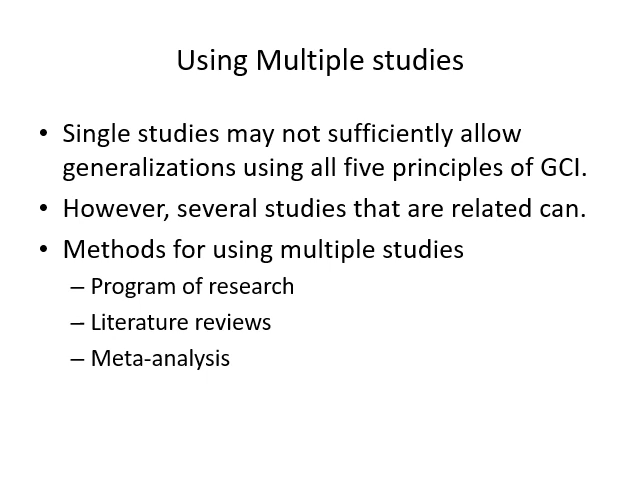 Using Multiple studies
• Single studies may not sufficiently allow
generalizations using all five principles of GCI.
• However, several studies that are related can.
• Methods for using multiple studies
– Program of research
– Literature reviews
– Meta-analysis